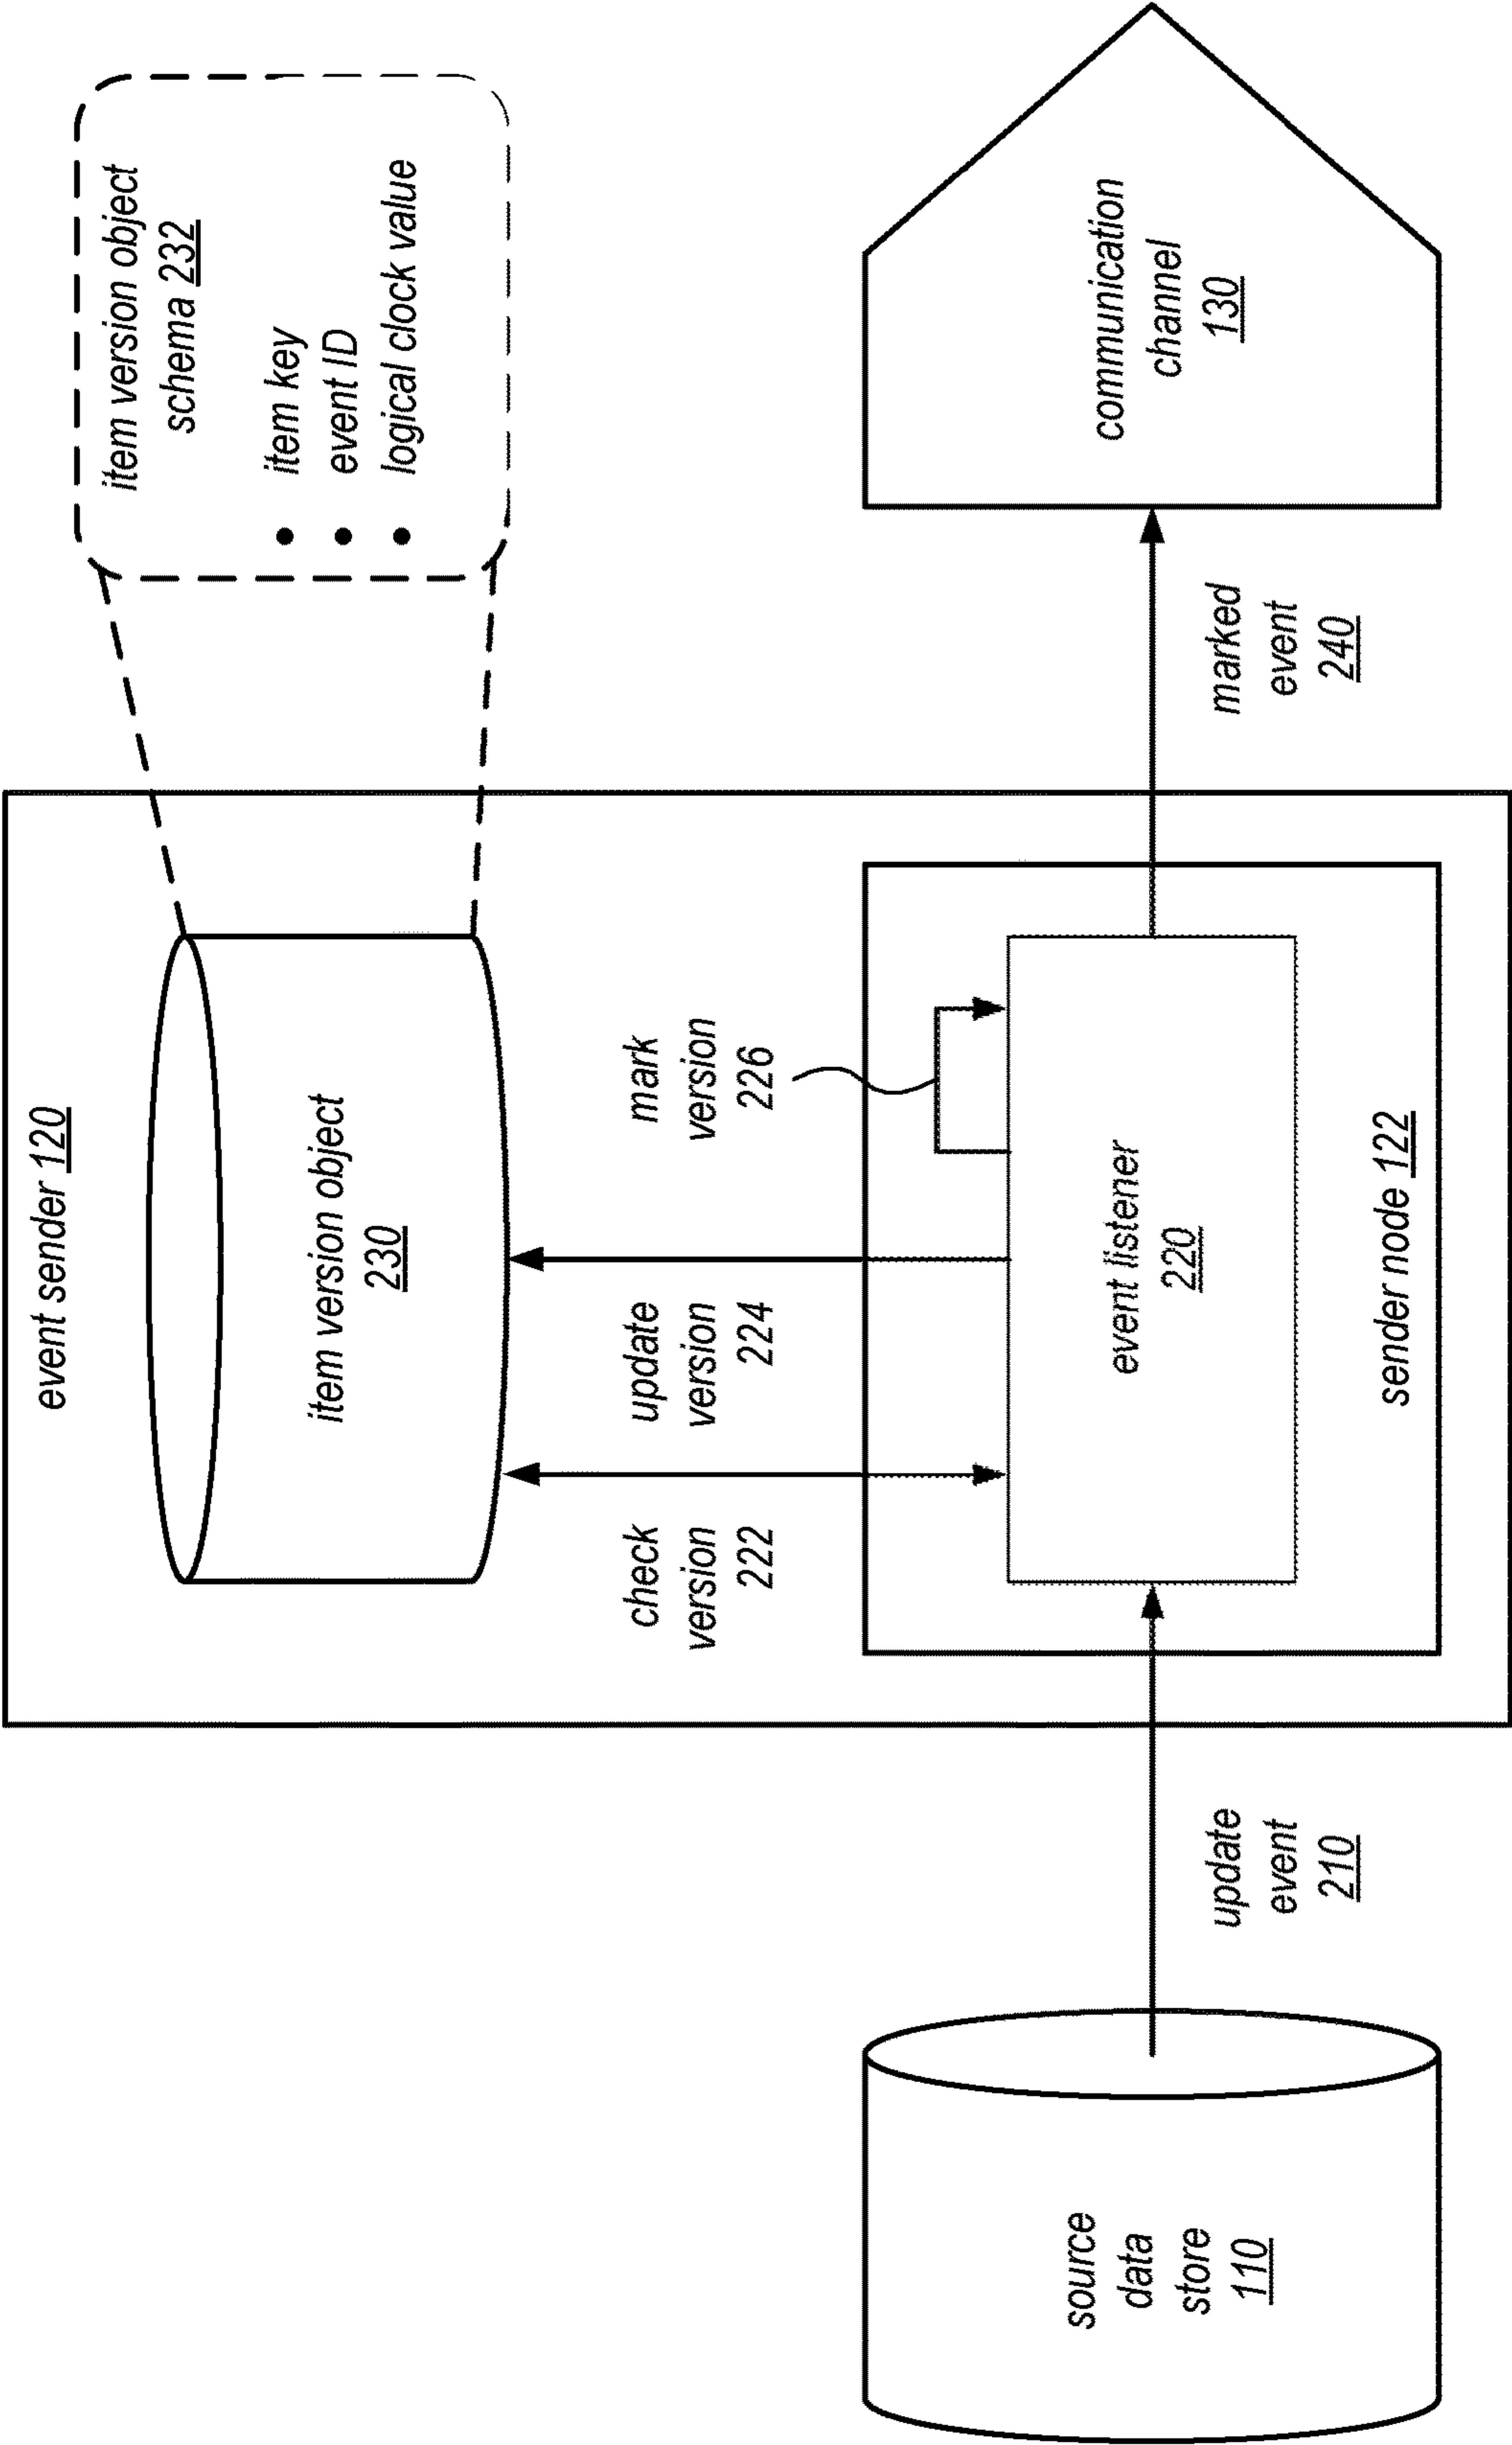 event sender 120
item version object
230
item version object
schema 232
• item key
• event ID
• logical clock value
check
version
222
update
version
224
mark
version
226
source
data
store
110
update
event
210
event listener
220
sender node 122
marked
event
240
communication
channel
130